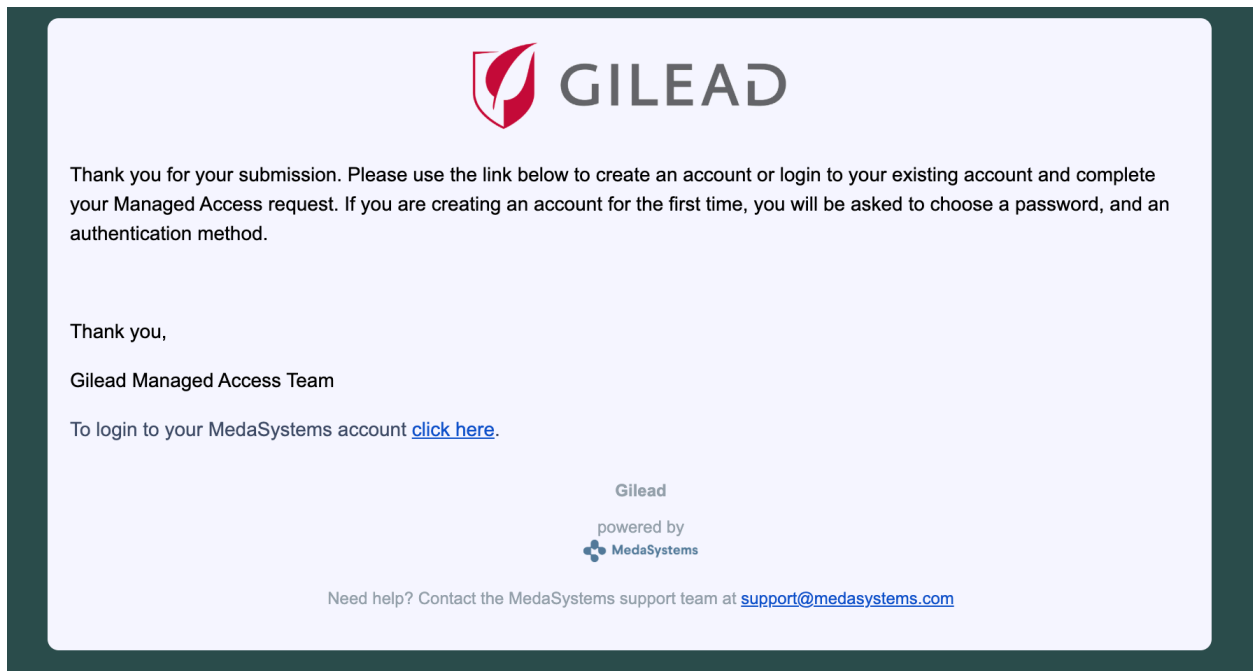 GILEAD
Thank you for your submission. Please use the link below to create an account or login to your existing account and complete
your Managed Access request. If you are creating an account for the first time, you will be asked to choose a password, and an
authentication method.
Thank you,
Gilead Managed Access Team
To login to your MedaSystems account click here.
Gilead
powered by
MedaSystems
Need help? Contact the MedaSystems support team at support@medasystems.com